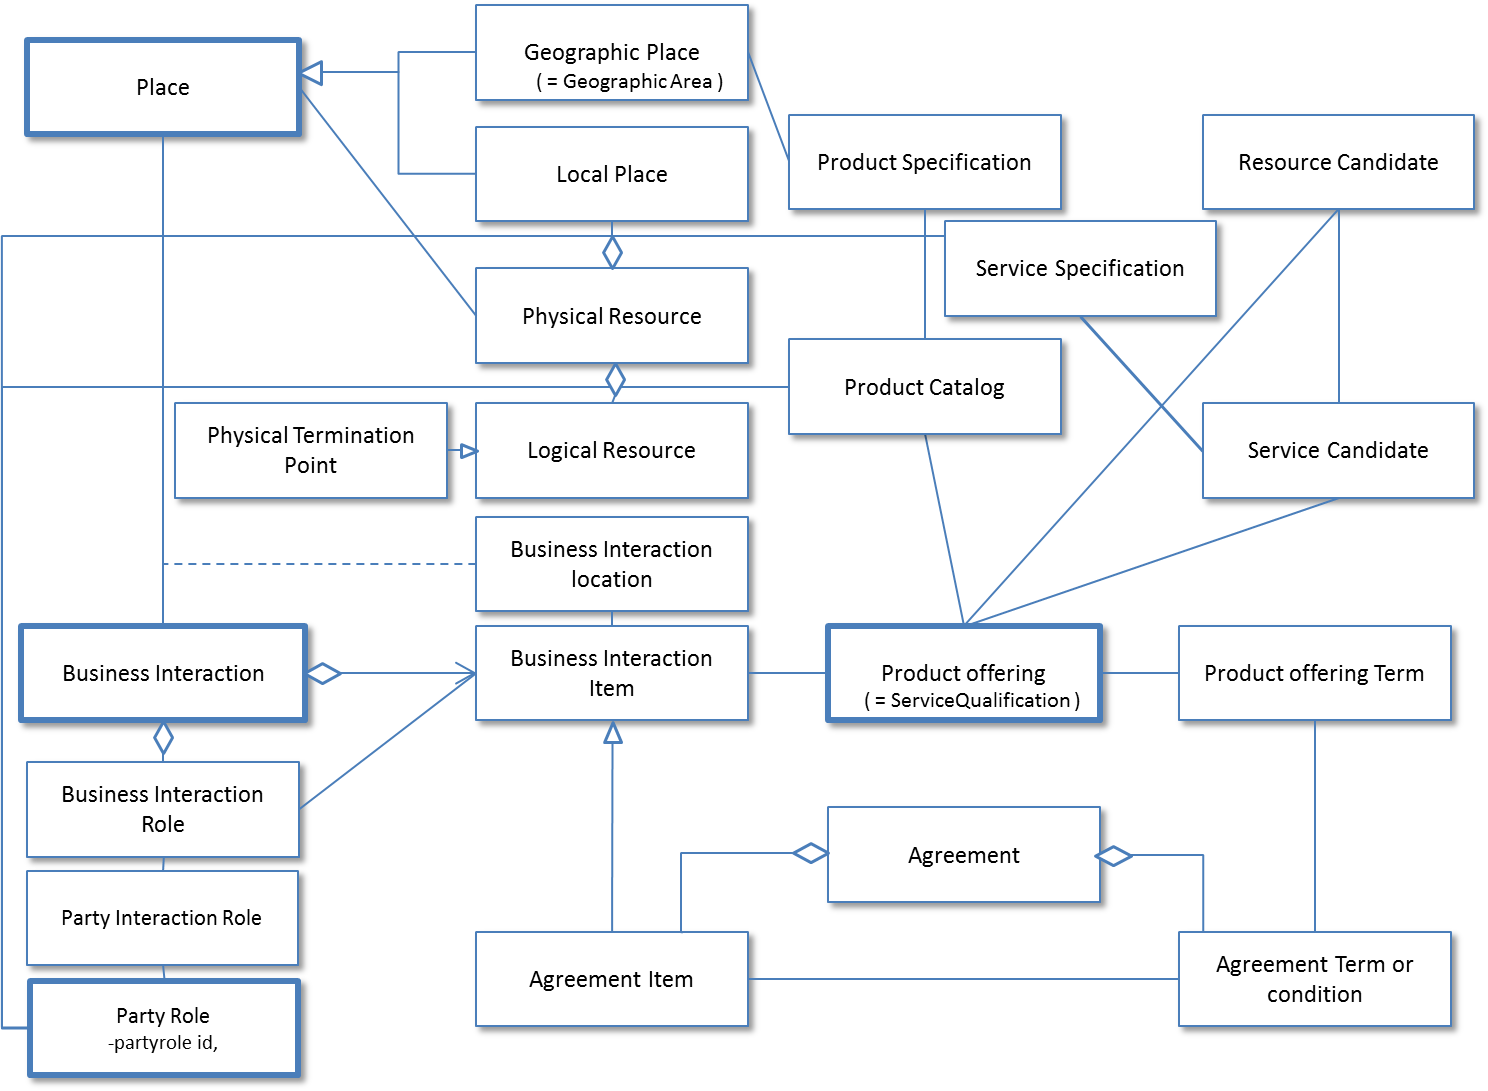 Geographic Place
( = Geographic Area )
Place
Local Place
Product Specification
Resource Candidate
Service Specification
Physical Resource
Product Catalog
Physical Termination
Point
Logical Resource
Service Candidate
Business Interaction
location
Business Interaction
Business Interaction
Item
Product offering
( = ServiceQualification )
Product offering Term
Business Interaction
Role
Agreement
Party Interaction Role
Agreement Item
Agreement Term or
condition
Party Role
-partyrole id,